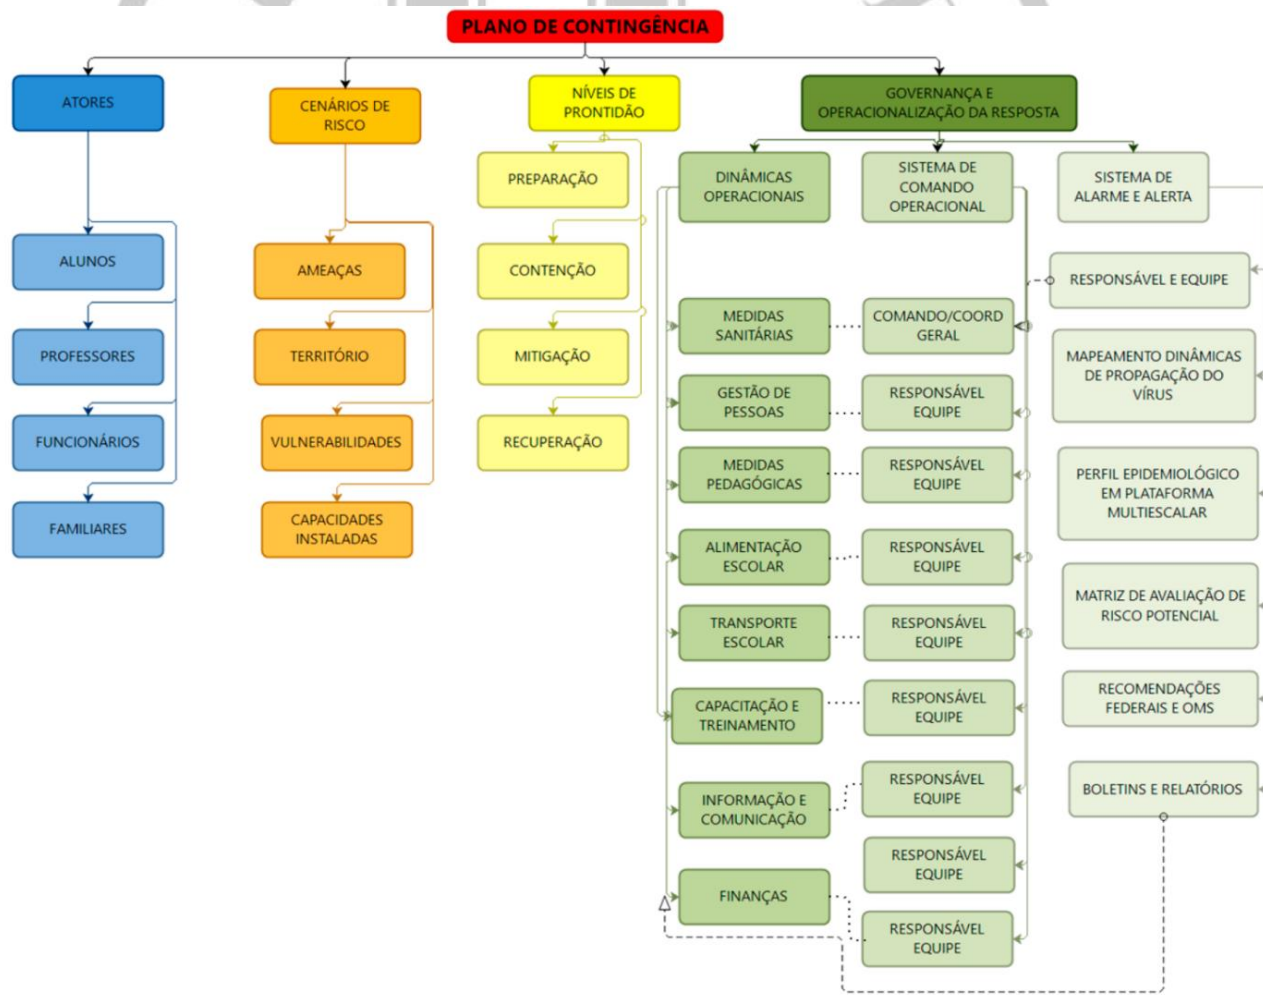 PLANO DE CONTINGÊNCIA
ATORES
ALUNOS
PROFESSORES
FUNCIONÁRIOS
FAMILIARES
CENÁRIOS DE
RISCO
AMEAÇAS
TERRITÓRIO
VULNERABILIDADES
CAPACIDADES
INSTALADAS
NÍVEIS DE
PRONTIDÃO
PREPARAÇÃO
CONTENÇÃO
MITIGAÇÃO
RECUPERAÇÃO
GOVERNANÇA E
OPERACIONALIZAÇÃO DA RESPOSTA
DINÂMICAS
OPERACIONAIS
MEDIDAS
SANITÁRIAS
GESTÃO DE
PESSOAS
MEDIDAS
PEDAGÓGICAS
ALIMENTAÇÃO
ESCOLAR
TRANSPORTE
ESCOLAR
CAPACITAÇÃO E
TREINAMENTO
INFORMAÇÃO E
COMUNICAÇÃO
FINANÇAS
SISTEMA DE
COMANDO
OPERACIONAL
COMANDO/COORD
GERAL
RESPONSÁVEL
EQUIPE
RESPONSÁVEL
EQUIPE
RESPONSÁVEL
EQUIPE
RESPONSÁVEL
EQUIPE
RESPONSÁVEL
EQUIPE
RESPONSÁVEL
EQUIPE
RESPONSÁVEL
EQUIPE
RESPONSÁVEL
EQUIPE
SISTEMA DE
ALARME E ALERTA
RESPONSÁVEL E EQUIPE
MAPEAMENTO DINÂMICAS
DE PROPAGAÇÃO DO
VÍRUS
PERFIL EPIDEMIOLÓGICO
EM PLATAFORMA
MULTIESCALAR
MATRIZ DE AVALIAÇÃO DE
RISCO POTENCIAL
RECOMENDAÇÕES
FEDERAIS E OMS
BOLETINS E RELATÓRIOS